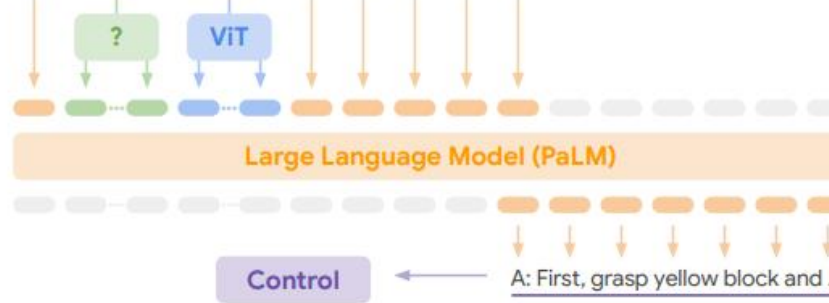 ?
ViT
Large Language Model (PaLM)
Control
A: First, grasp yellow block and